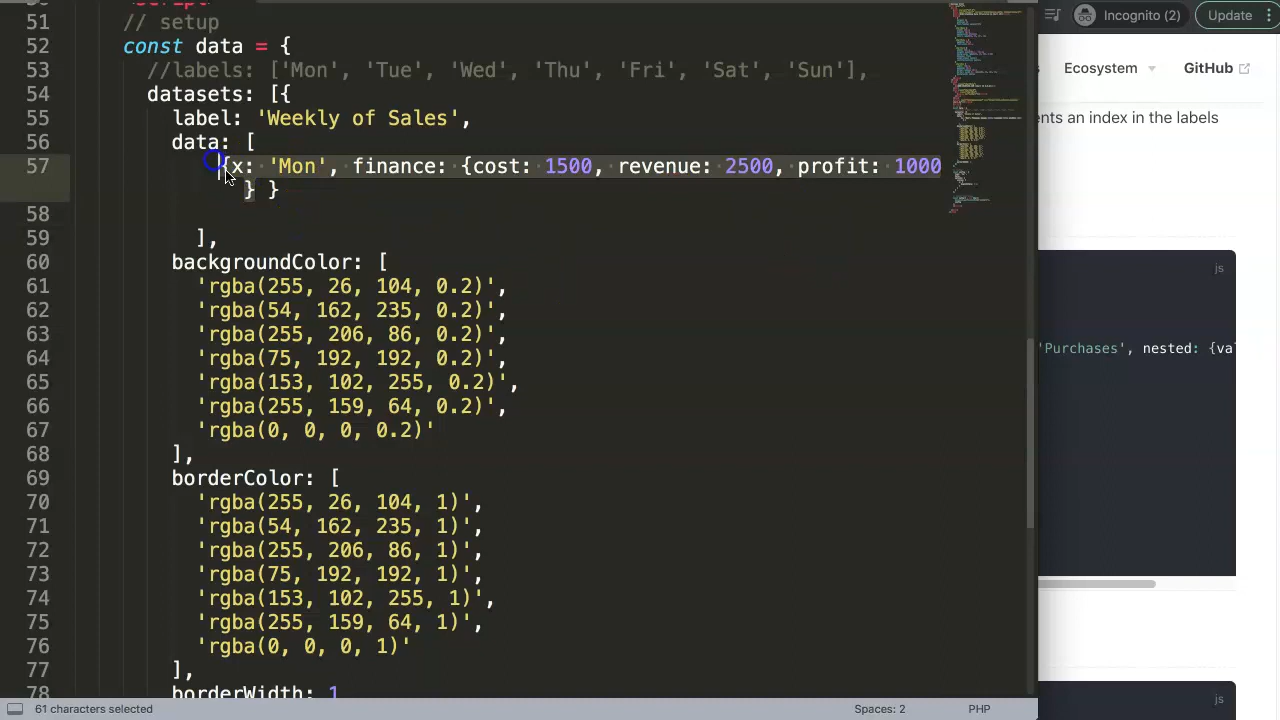 51 // setup
52 const data = {
53 //labels: ['Mon', 'Tue', 'Wed', 'Thu', 'Fri', 'Sat', 'Sun'],
54 datasets: [{
55 label: 'Weekly of Sales',
56 data: [
57 {x: 'Mon', finance: {cost: 1500, revenue: 2500, profit: 1000
} }
58
59 ],
60 backgroundColor: [
61 'rgba(255, 26, 104, 0.2)',
62 'rgba(54, 162, 235, 0.2)',
63 'rgba(255, 206, 86, 0.2)',
64 'rgba(75, 192, 192, 0.2)',
65 'rgba(153, 102, 255, 0.2)',
66 'rgba(255, 159, 64, 0.2)',
67 'rgba(0, 0, 0, 0.2)'
68 ],
69 borderColor: [
70 'rgba(255, 26, 104, 1)',
71 'rgba(54, 162, 235, 1)',
72 'rgba(255, 206, 86, 1)',
73 'rgba(75, 192, 192, 1)',
74 'rgba(153, 102, 255, 1)',
75 'rgba(255, 159, 64, 1)',
76 'rgba(0, 0, 0, 1)'
77 ],
78 borderWidth: 1
61 characters selected
Spaces: 2
PHP
Incognito (2)
Update
Ecosystem
GitHub
ents an index in the labels
js
'Purchases', nested: {va
js